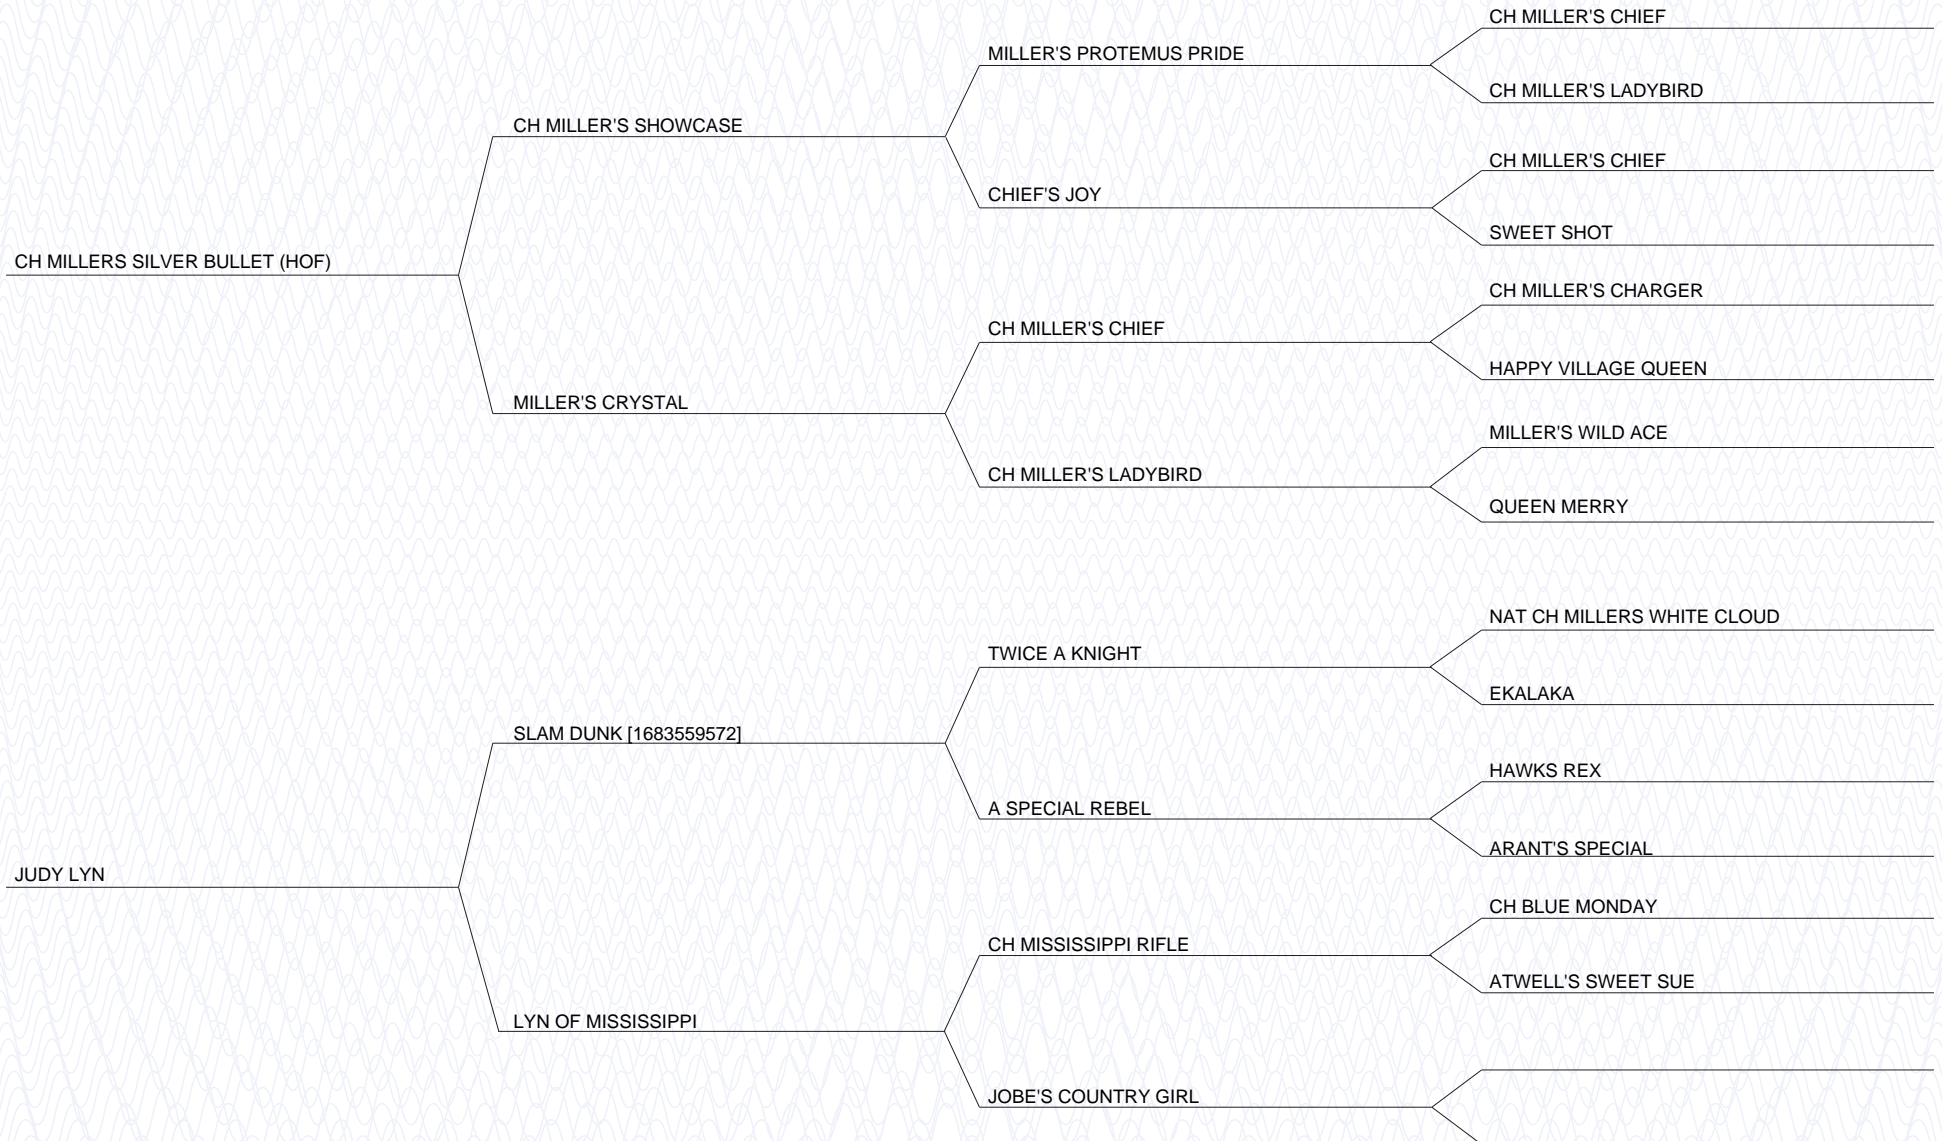 CH MILLER'S CHIEF
MILLER'S PROTEMUS PRIDE
CH MILLER'S LADYBIRD
CH MILLER'S SHOWCASE
CH MILLER'S CHIEF
CHIEF'S JOY
SWEET SHOT
CH MILLERS SILVER BULLET (HOF)
CH MILLER'S CHARGER
CH MILLER'S CHIEF
HAPPY VILLAGE QUEEN
MILLER'S CRYSTAL
MILLER'S WILD ACE
CH MILLER'S LADYBIRD
QUEEN MERRY
NAT CH MILLERS WHITE CLOUD
TWICE A KNIGHT
EKALAKA
SLAM DUNK [1683559572]
HAWKS REX
A SPECIAL REBEL
ARANT'S SPECIAL
JUDY LYN
CH BLUE MONDAY
CH MISSISSIPPI RIFLE
ATWELL'S SWEET SUE
LYN OF MISSISSIPPI
JOBE'S COUNTRY GIRL